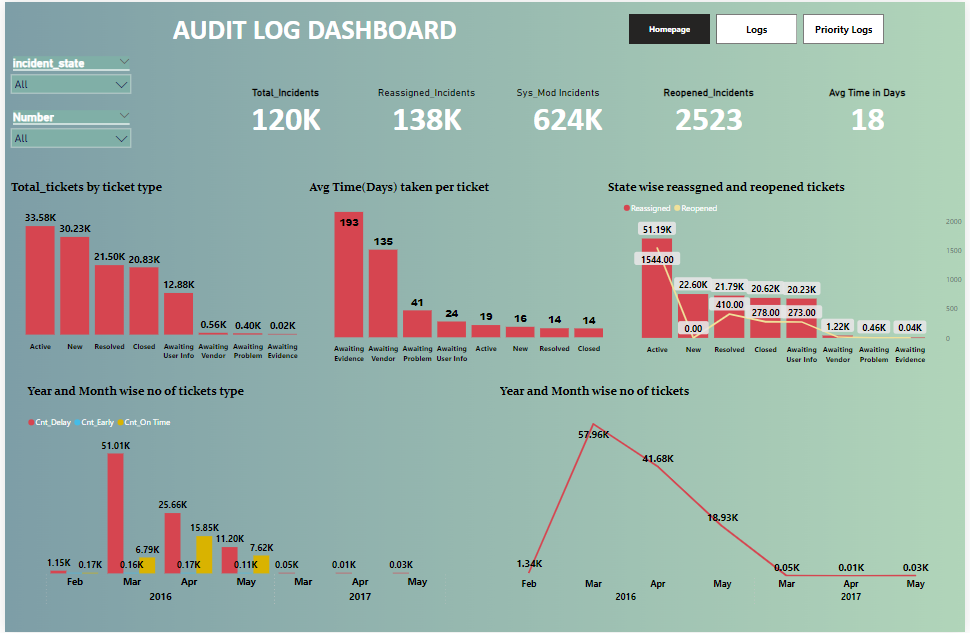 AUDIT LOG DASHBOARD
Homepage
Logs
Priority Logs
incident_state
All
Number
All
Total_Incidents
120K
Reassigned_Incidents
138K
Sys_Mod Incidents
624K
Reopened_Incidents
2523
Avg Time in Days
18
Total_tickets by ticket type
33.58K
30.23K
21.50K
20.83K
12.88K
0.56K
0.40K
0.02K
Active
New
Resolved
Closed
Awaiting
User Info
Awaiting
Vendor
Awaiting
Problem
Awaiting
Evidence
Avg Time(Days) taken per ticket
193
135
41
24
19
16
14
14
Awaiting
Evidence
Awaiting
Vendor
Awaiting
Problem
Awaiting
User Info
Active
New
Resolved
Closed
State wise reassgned and reopened tickets
Reassigned
Reopened
51.19K
22.60K
21.79K
20.62K
20.23K
1.22K
0.46K
0.04K
1544.00
0.00
410.00
278.00
273.00
2000
1500
1000
500
0
Active
New
Resolved
Closed
Awaiting
User Info
Awaiting
Vendor
Awaiting
Problem
Awaiting
Evidence
Year and Month wise no of tickets type
Cnt_Delay
Cnt_Early
Cnt_On Time
1.15K
0.17K
51.01K
0.16K
6.79K
25.66K
0.17K
15.85K
11.20K
0.11K
7.62K
0.05K
0.01K
0.03K
Feb
Mar
Apr
May
Mar
Apr
May
2016
2017
Year and Month wise no of tickets
1.34K
57.96K
41.68K
18.93K
0.05K
0.01K
0.03K
Feb
Mar
Apr
May
Mar
Apr
May
2016
2017